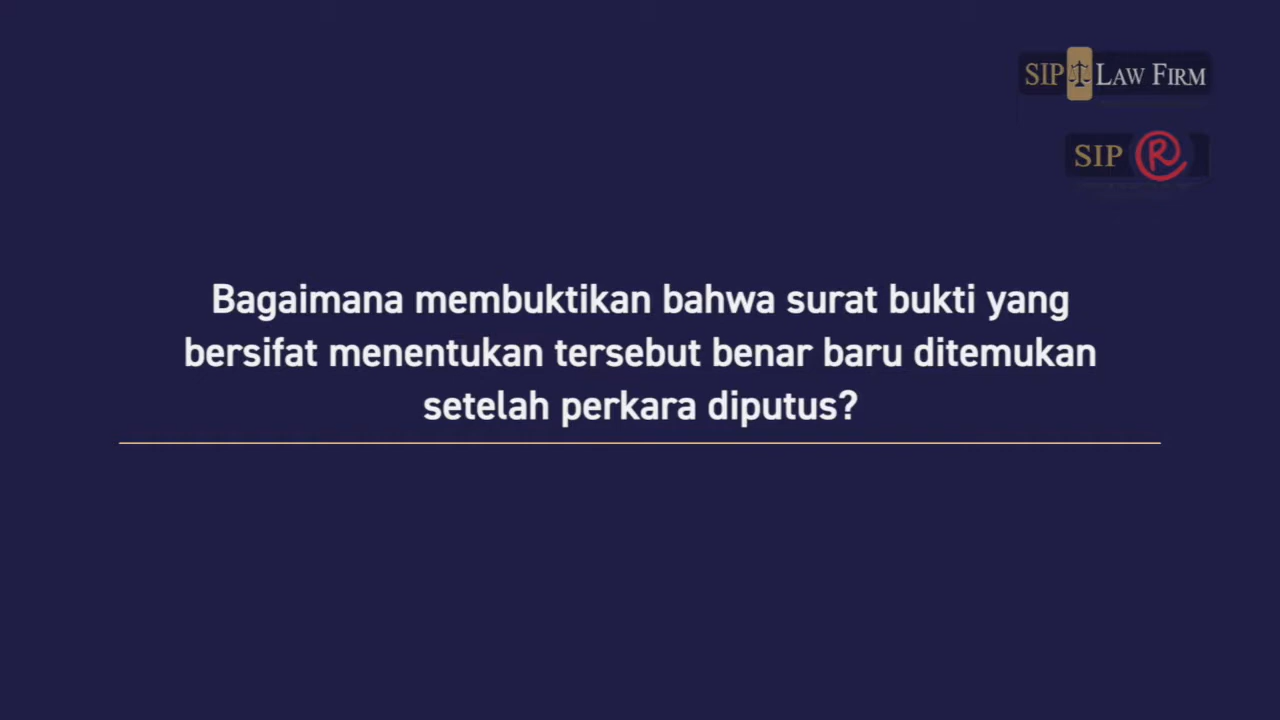 SIP LAW FIRM
SIP R
Bagaimana membuktikan bahwa surat bukti yang
bersifat menentukan tersebut benar baru ditemukan
setelah perkara diputus?